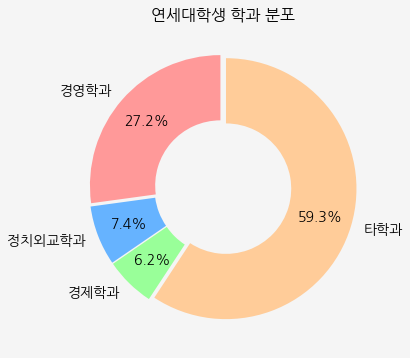 연세대학생 학과 분포
경영학과
27.2%
7.4%
정치외교학과
6.2%
경제학과
59.3%
타학과